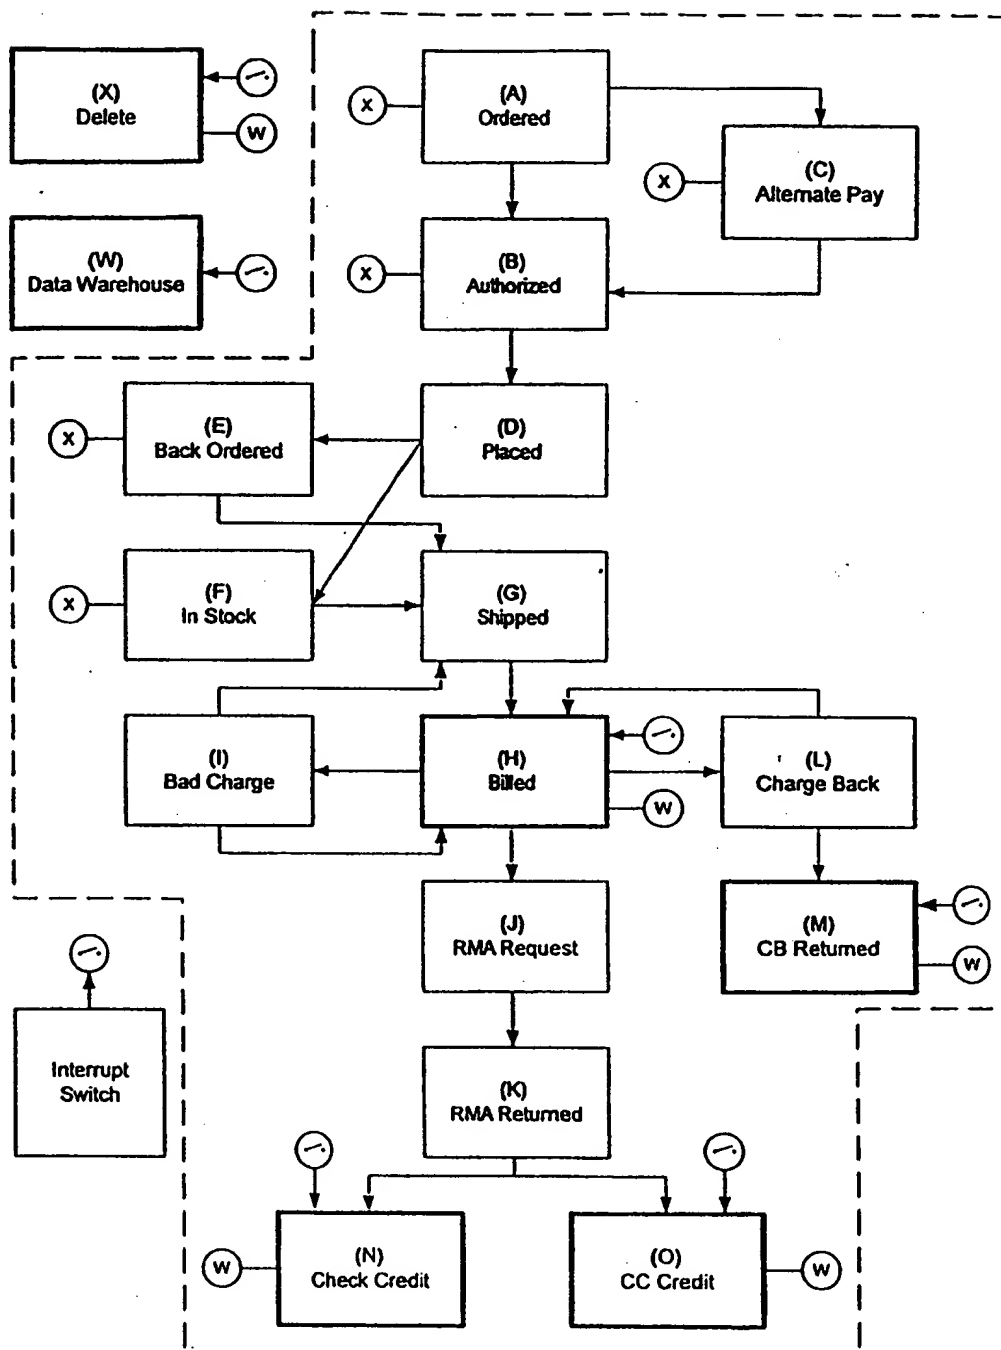 (X)
Delete
W
(W)
Data Warehouse
X
(A)
Ordered
X
(C)
Alternate Pay
X
(B)
Authorized
X
(E)
Back Ordered
(D)
Placed
X
(F)
In Stock
(G)
Shipped
(I)
Bad Charge
(H)
Billed
W
(L)
Charge Back
(J)
RMA Request
(M)
CB Returned
W
Interrupt
Switch
(K)
RMA Returned
W
(N)
Check Credit
(O)
CC Credit
W